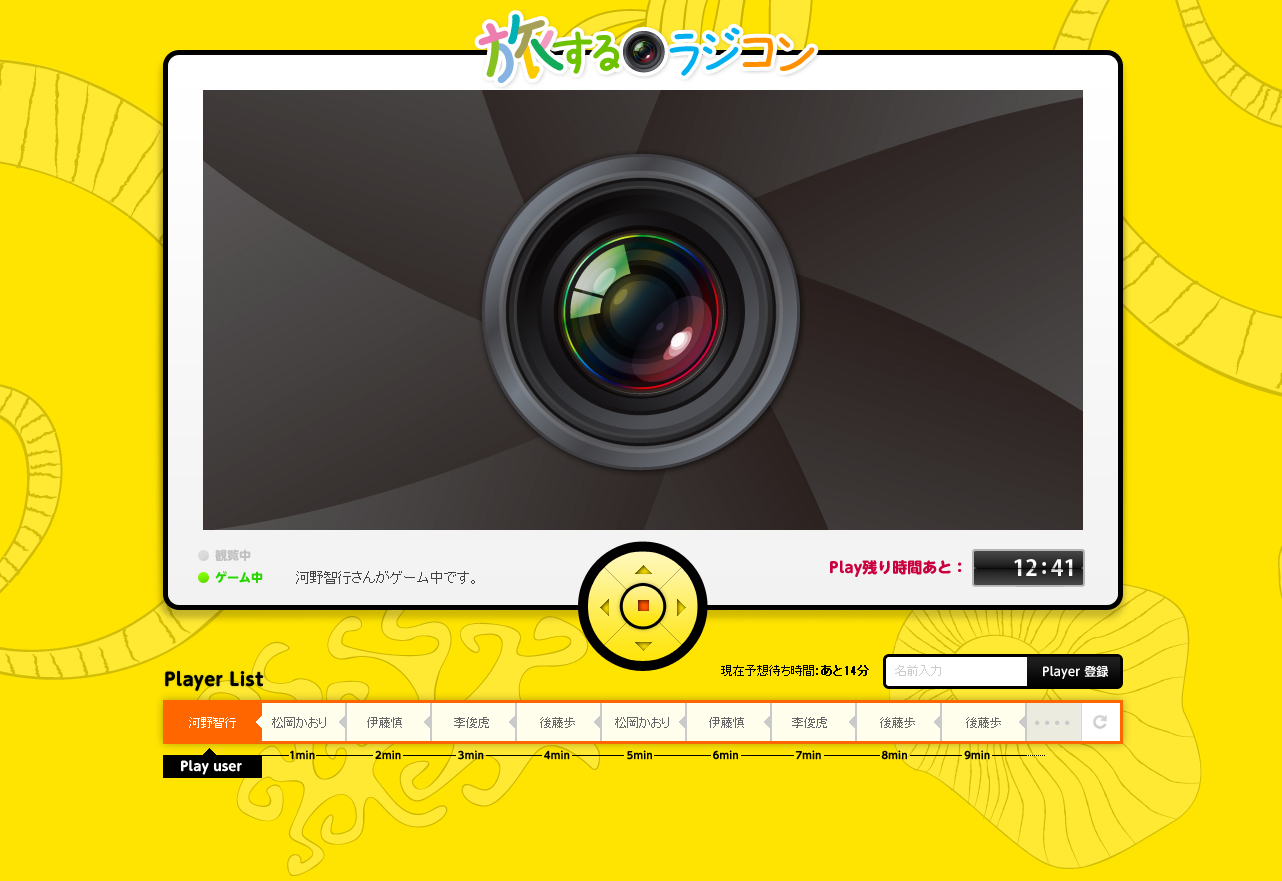 旅するラジコン
観覧中
ゲーム中
河野智行さんがゲーム中です。
Play残り時間あと：
12:41
現在予想待ち時間:あと14分
名前入力
Player 登録
Player List
河野智行
松岡かおり
伊藤慎
李俊虎
後藤歩
松岡かおり
伊藤慎
李俊虎
後藤歩
後藤歩
Play user
1min
2min
3min
4min
5min
6min
7min
8min
9min